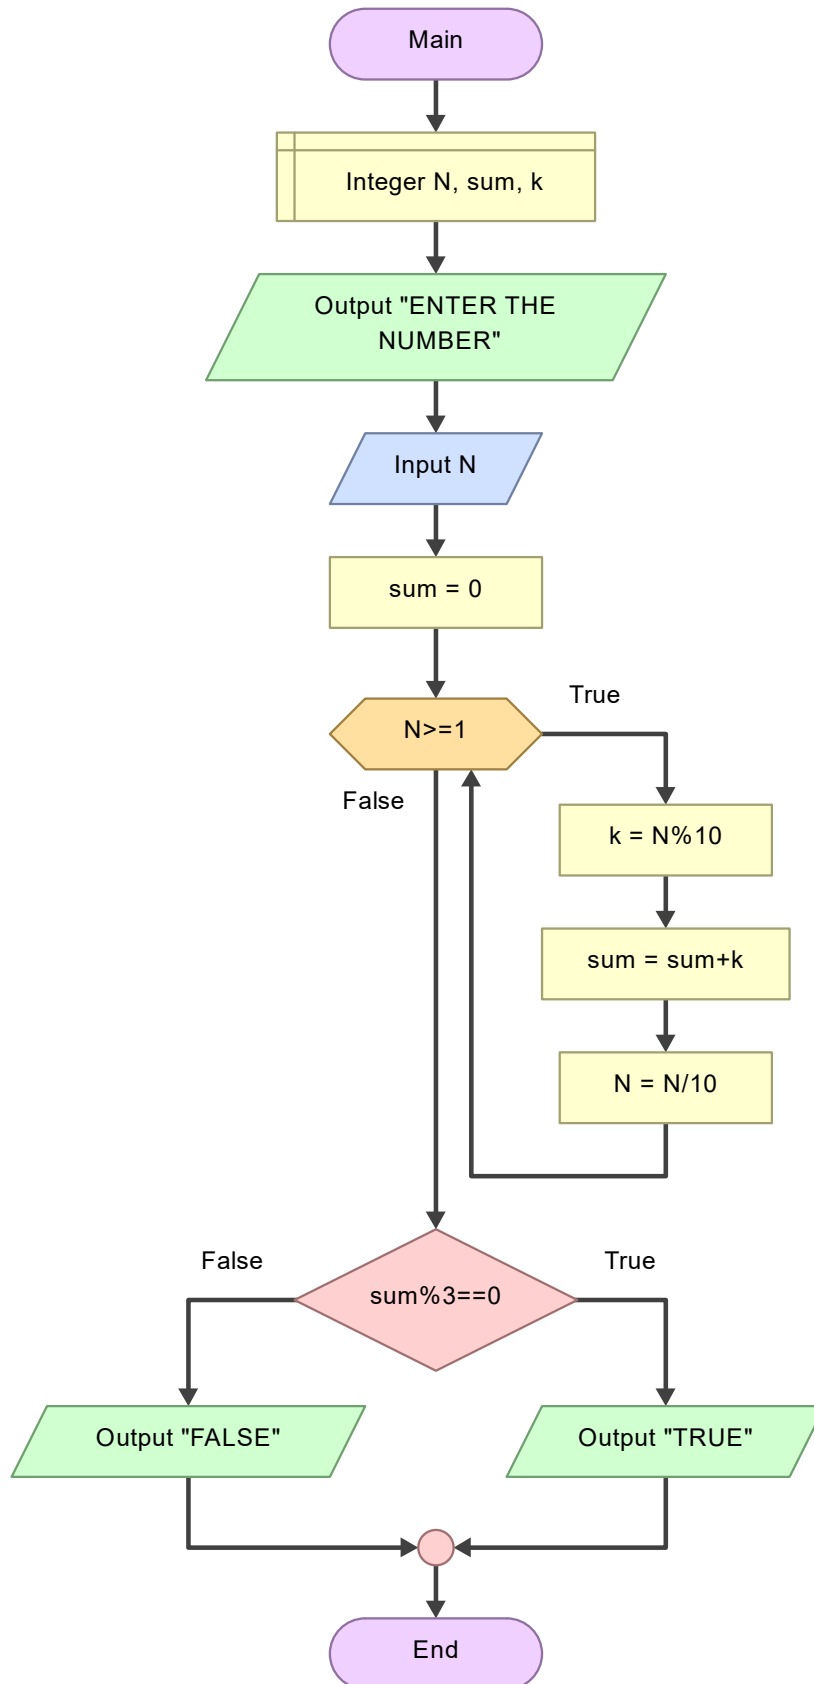 Main
Integer N, sum, k
Output "ENTER THE
NUMBER"
Input N
sum = 0
N>=1
True
False
k = N%10
sum = sum+k
N = N/10
False
True
sum%3==0
Output "FALSE"
Output "TRUE"
End